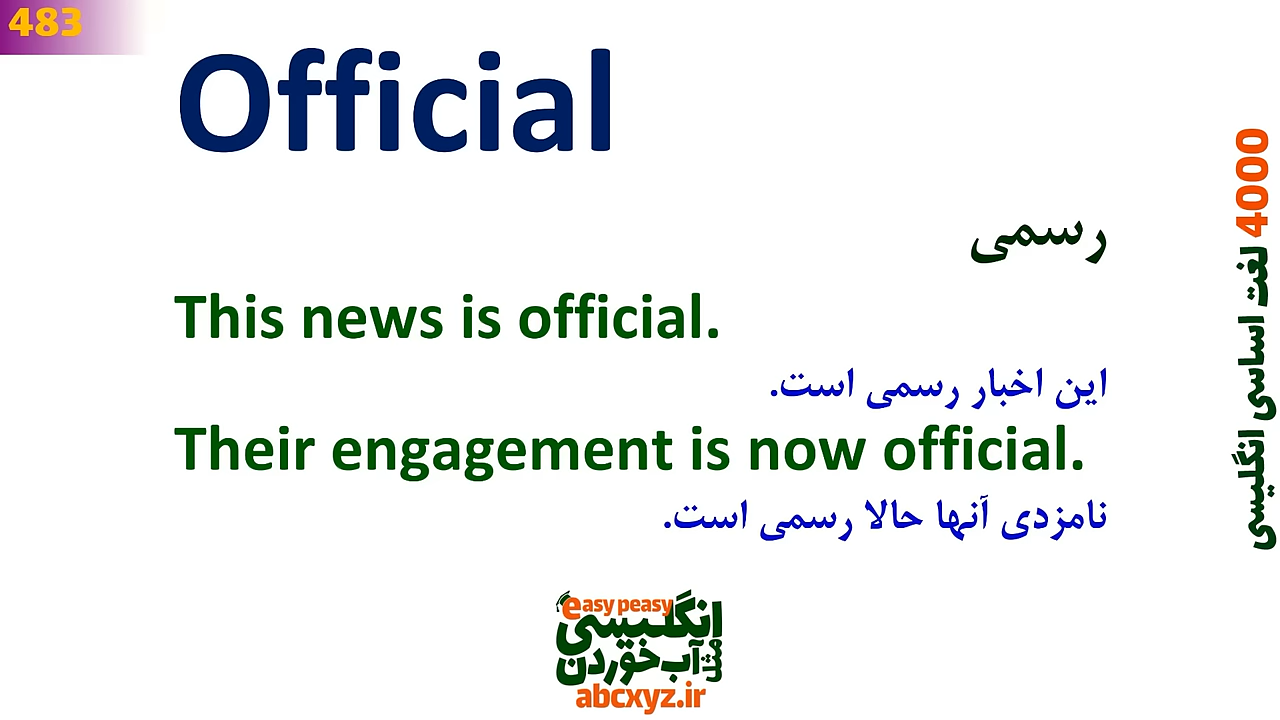 483
Official
رسمی
This news is official.
این اخبار رسمی است.
Their engagement is now official.
نامزدی آنها حالا رسمی است.
4000 لغت اساسی انگلیسی
easy peasy
انگلیسی
مثل آب خوردن
abcxyz.ir